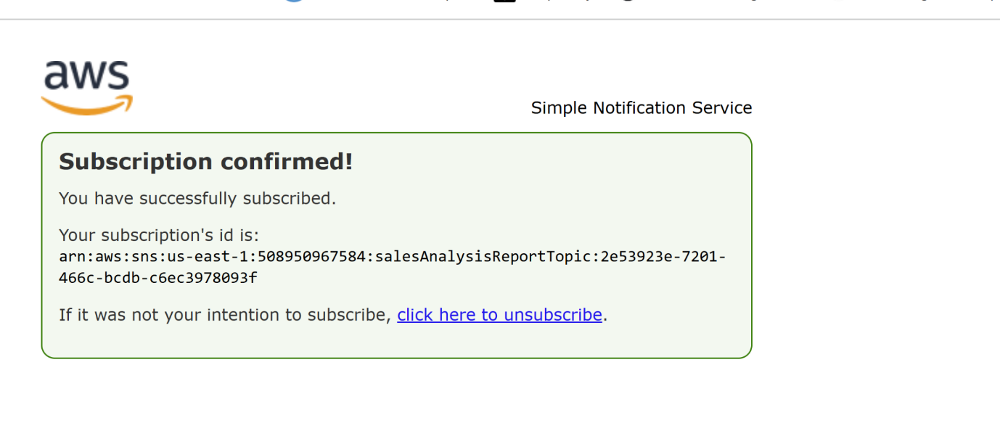 aws
Simple Notification Service
Subscription confirmed!
You have successfully subscribed.
Your subscription's id is:
arn:aws:sns:us-east-1:508950967584:salesAnalysisReportTopic:2e53923e-7201-
466c-bcdb-c6ec3978093f
If it was not your intention to subscribe, click here to unsubscribe.